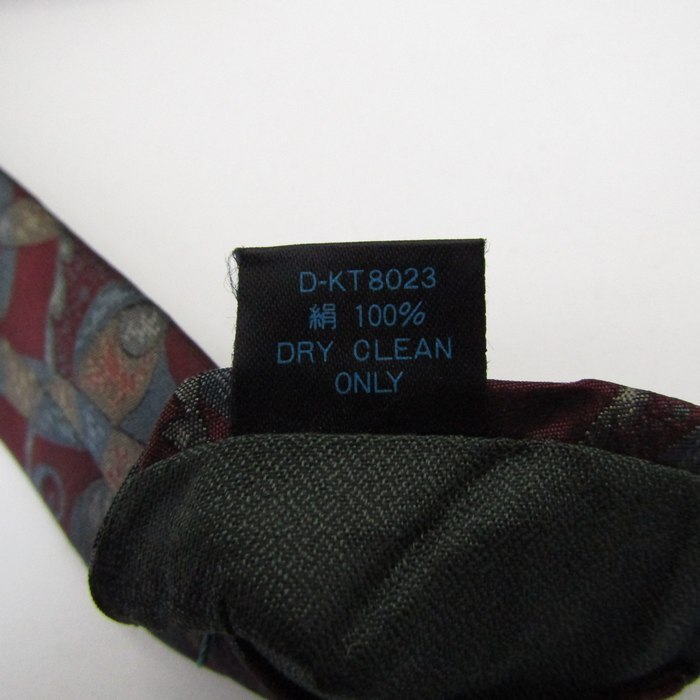 D-KT8023
絹 100%
DRY CLEAN
ONLY